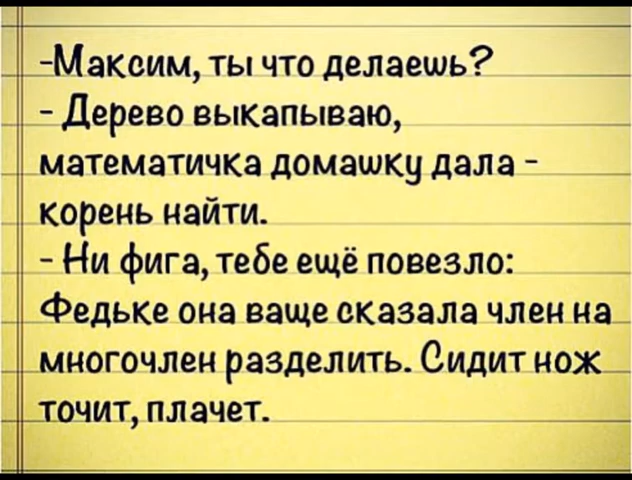 -Максим, ты что делаешь?
- Дерево выкапываю,
математичка домашку дала -
корень найти.
- Ни фига, тебе ещё повезло:
Федьке она ваще сказала член на
многочлен разделить. Сидит нож
точит, плачет.